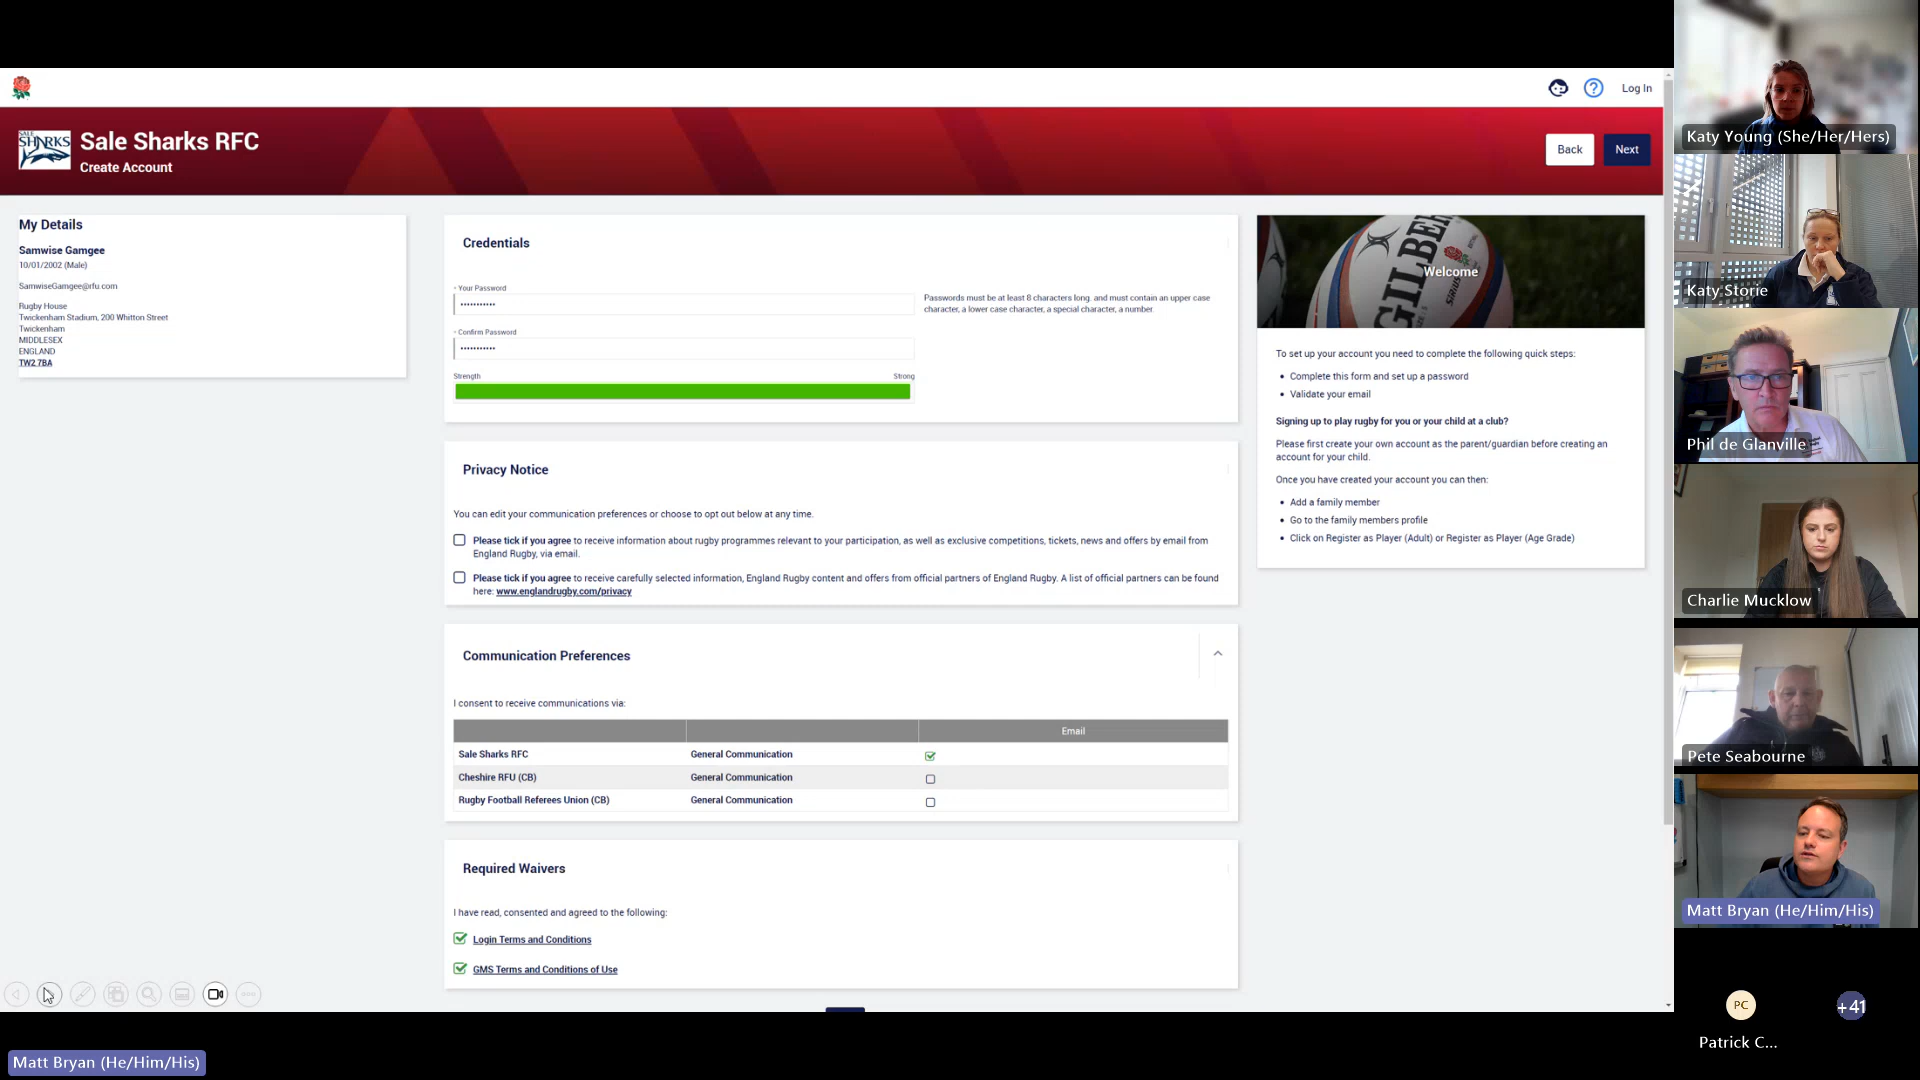 Log In
SALE
SHARKS
Sale Sharks RFC
Create Account
Back
Next
My Details
Samwise Gamgee
10/01/2002 (Male)
SamwiseGamgee@rfu.com
Rugby House
Twickenham Stadium, 200 Whitton Street
Twickenham
MIDDLESEX
ENGLAND
TW2 7BA
Credentials
Your Password
Passwords must be at least 8 characters long. and must contain an upper case
character, a lower case character, a special character, a number.
Confirm Password
Strength
Strong
Privacy Notice
You can edit your communication preferences or choose to opt out below at any time.
Please tick if you agree to receive information about rugby programmes relevant to your participation, as well as exclusive competitions, tickets, news and offers by email from
England Rugby, via email.
Please tick if you agree to receive carefully selected information, England Rugby content and offers from official partners of England Rugby. A list of official partners can be found
here: www.englandrugby.com/privacy
Communication Preferences
I consent to receive communications via:
Email
Sale Sharks RFC General Communication
Cheshire RFU (CB) General Communication
Rugby Football Referees Union (CB) General Communication
Required Waivers
I have read, consented and agreed to the following:
Login Terms and Conditions
GMS Terms and Conditions of Use
GILBERT
SIRIUS
Welcome
To set up your account you need to complete the following quick steps:
Complete this form and set up a password
Validate your email
Signing up to play rugby for you or your child at a club?
Please first create your own account as the parent/guardian before creating an
account for your child.
Once you have created your account you can then:
Add a family member
Go to the family members profile
Click on Register as Player (Adult) or Register as Player (Age Grade)
Katy Young (She/Her/Hers)
Katy Storie
Phil de Glanville
Charlie Mucklow
Pete Seabourne
Matt Bryan (He/Him/His)
PC
+41
Patrick C...
Matt Bryan (He/Him/His)